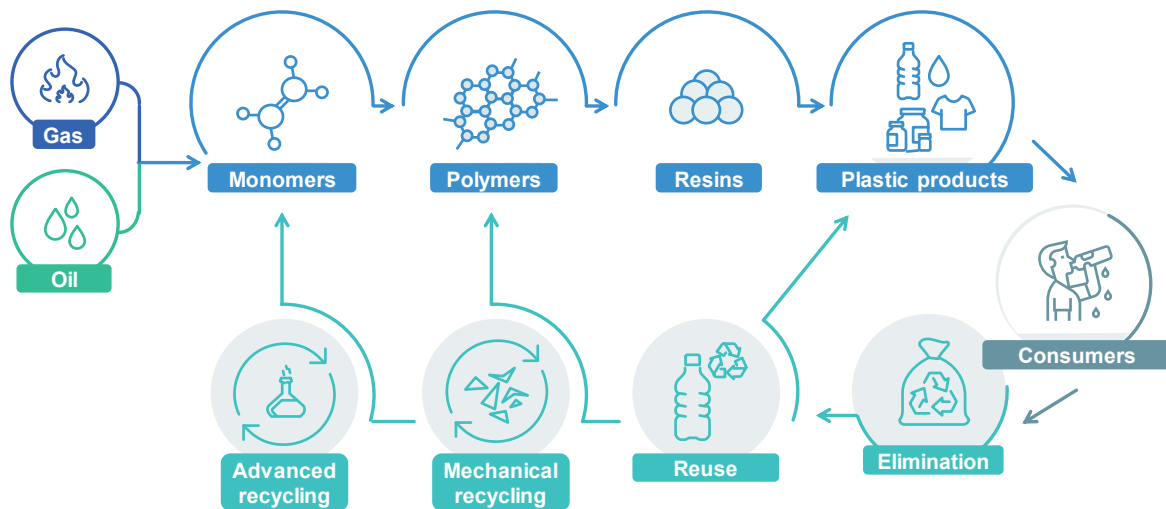 Gas
Oil
Monomers
Polymers
Resins
Plastic products
Consumers
Elimination
Reuse
Mechanical
recycling
Advanced
recycling